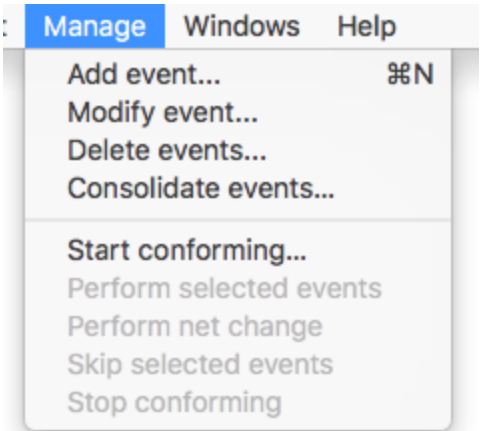 Manage Windows Help
Add event... ⌘N
Modify event...
Delete events...
Consolidate events...
Start conforming...
Perform selected events
Perform net change
Skip selected events
Stop conforming